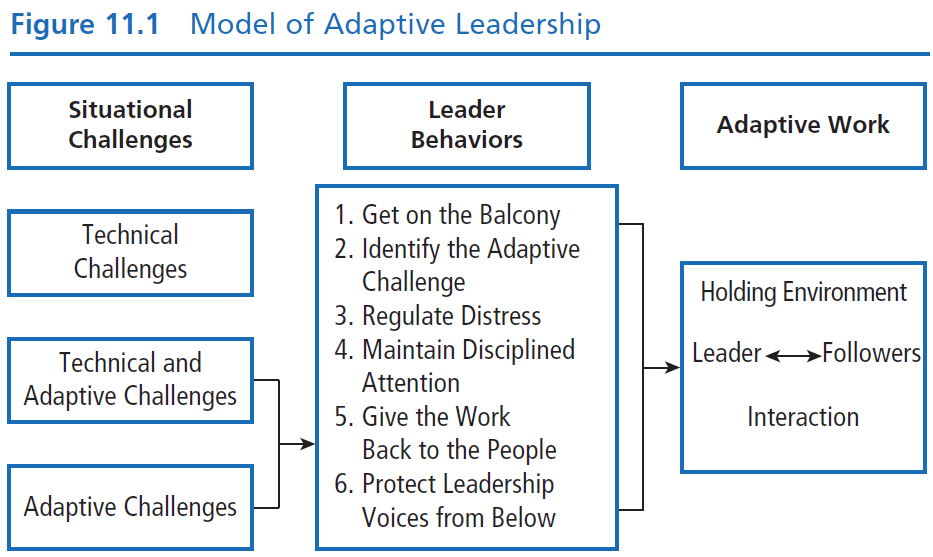 Figure 11.1 Model of Adaptive Leadership
Situational
Challenges
Leader
Behaviors
Adaptive Work
Technical
Challenges
Technical and
Adaptive Challenges
Adaptive Challenges
1. Get on the Balcony
2. Identify the Adaptive
Challenge
3. Regulate Distress
4. Maintain Disciplined
Attention
5. Give the Work
Back to the People
6. Protect Leadership
Voices from Below
Holding Environment
Leader Followers
Interaction